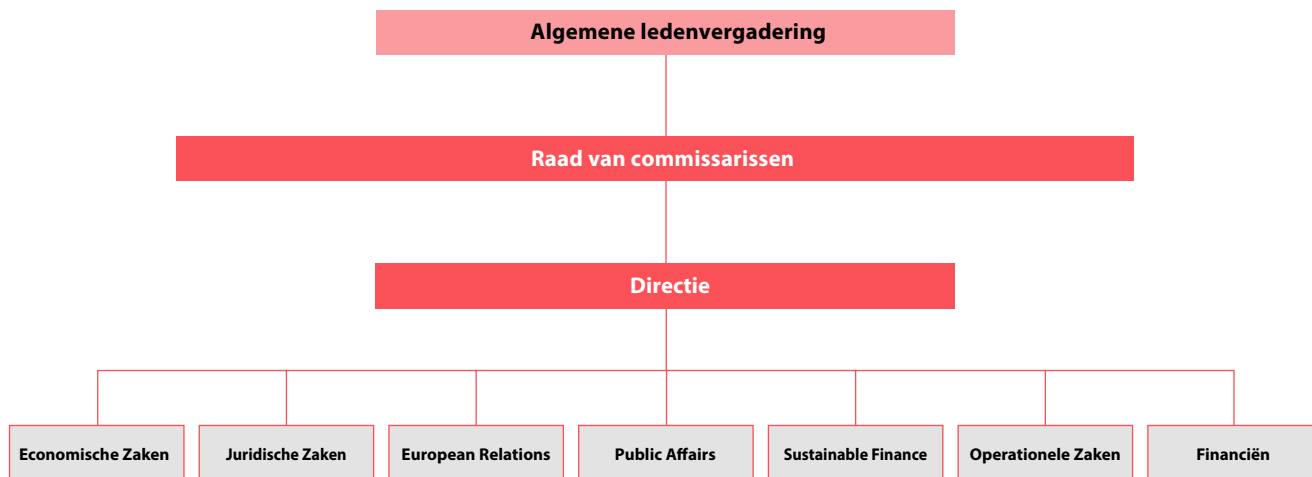 Algemene ledenvergadering
Raad van commissarissen
Directie
Economische Zaken
Juridische Zaken
European Relations
Public Affairs
Sustainable Finance
Operationele Zaken
Financiën